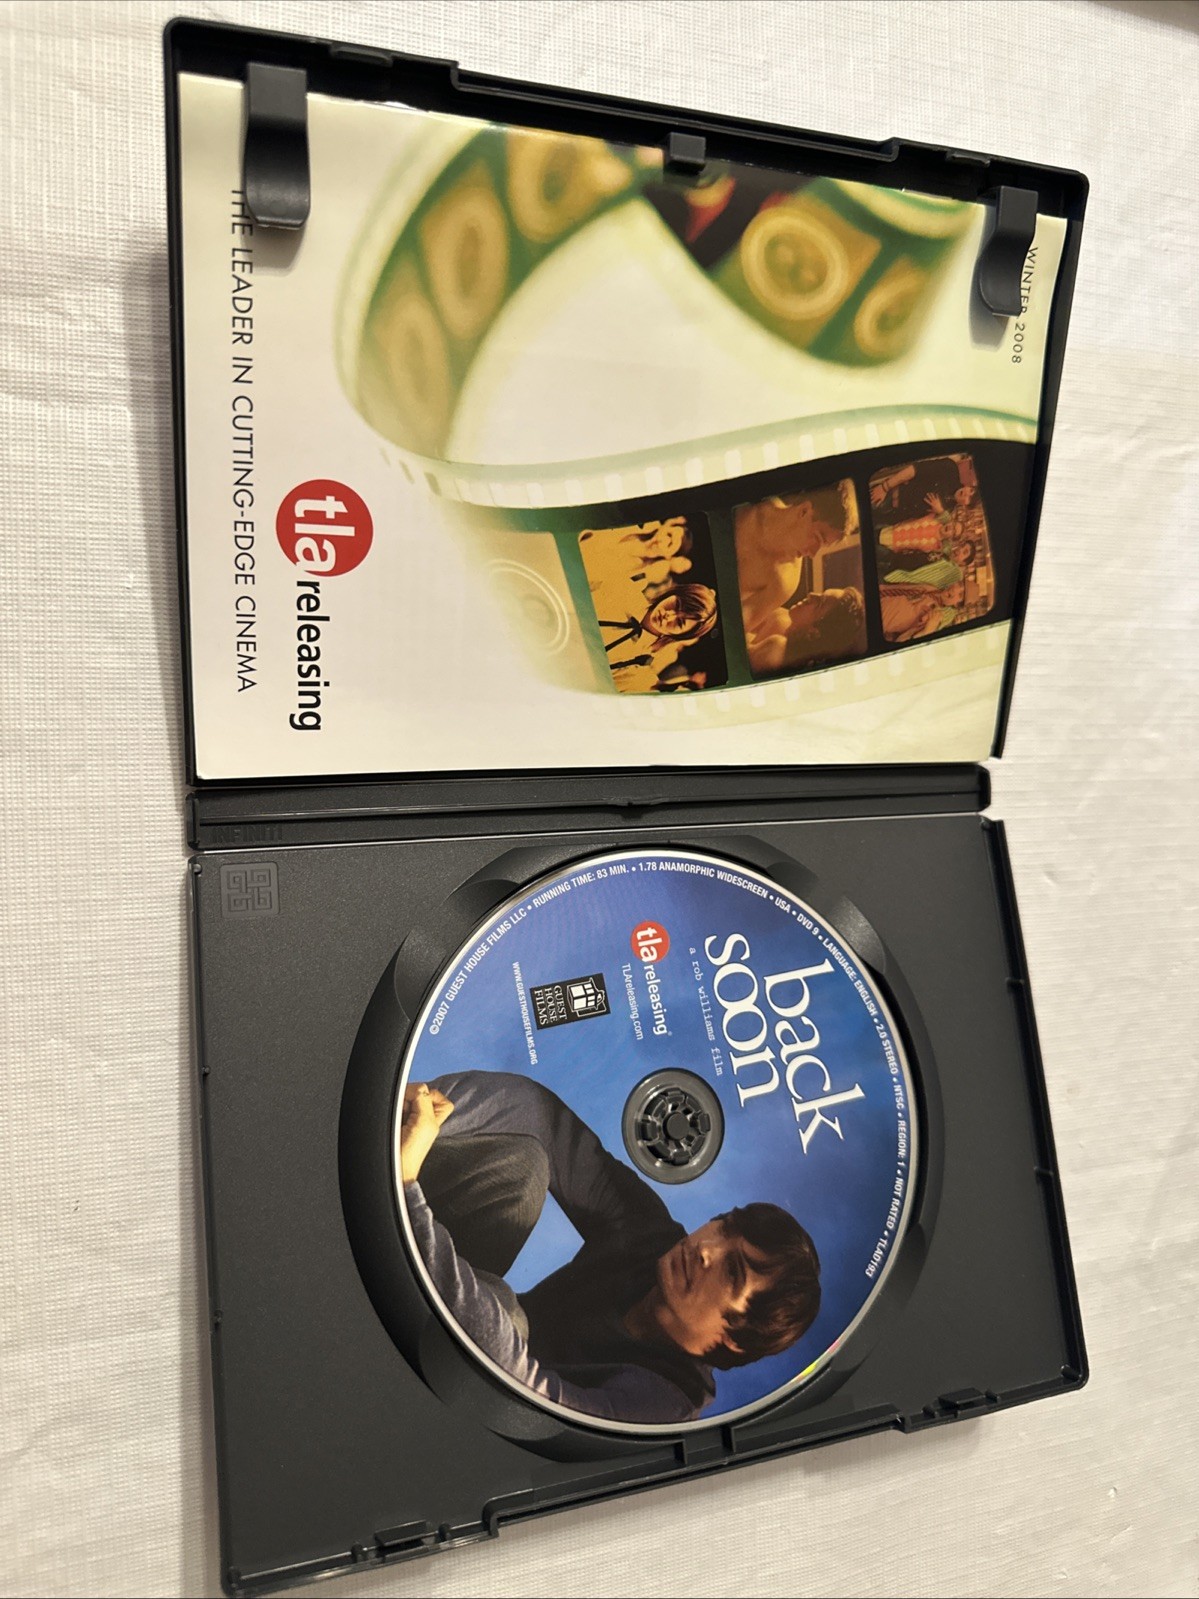 WINTER 2008
tla releasing
THE LEADER IN CUTTING-EDGE CINEMA
INFINITI
©2007 GUEST HOUSE FILMS LLC • RUNNING TIME: 83 MIN. • 1.78 ANAMORPHIC WIDESCREEN • USA • DVD 9 • LANGUAGE: ENGLISH • 2.0 STEREO • NTSC • REGION: 1 • NOT RATED • TLAD193
back
soon
a rob williams film
tla releasing®
TLAreleasing.com
GUEST
HOUSE
FILMS
WWW.GUESTHOUSEFILMS.ORG